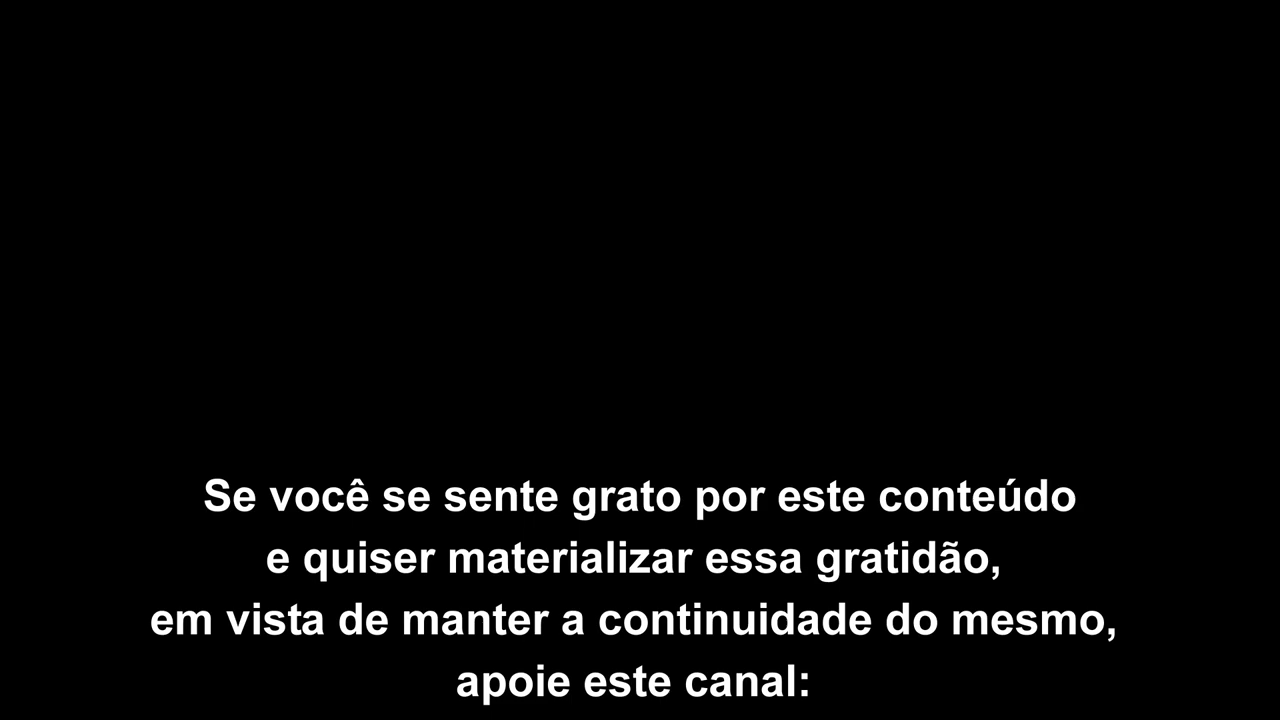 Se você se sente grato por este conteúdo
e quiser materializar essa gratidão,
em vista de manter a continuidade do mesmo,
apoie este canal: